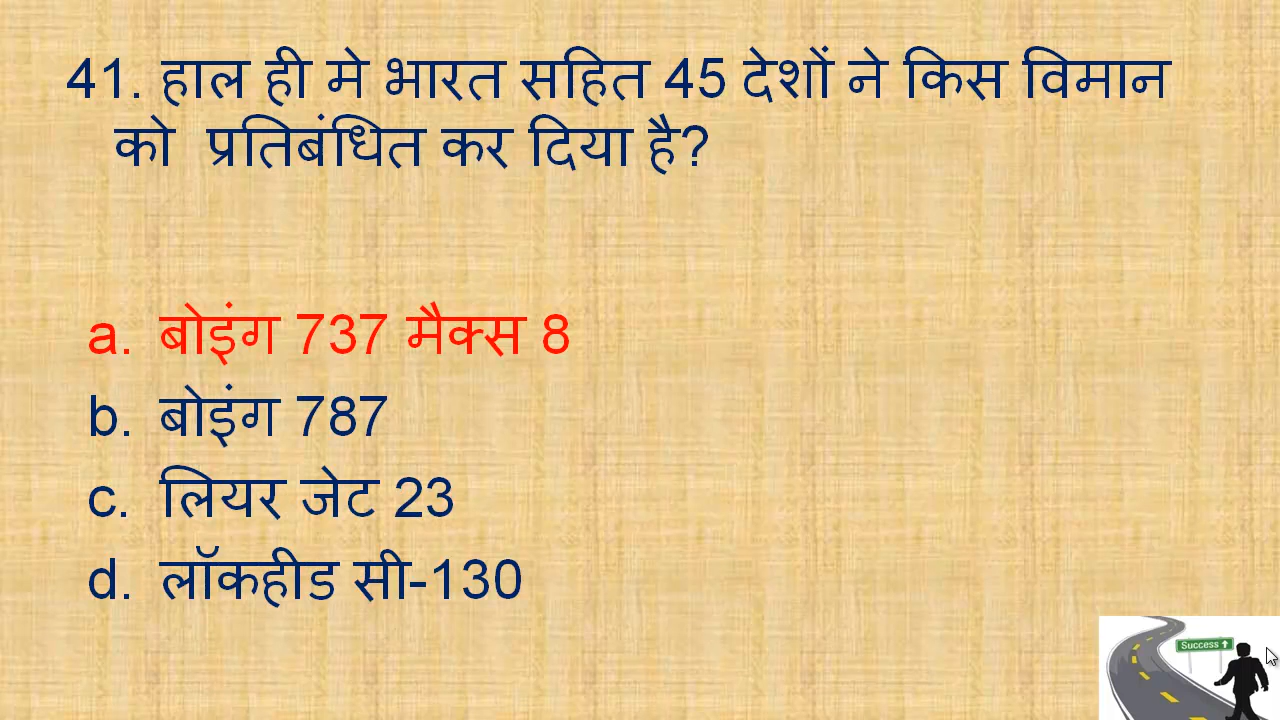 41. हाल ही मे भारत सहित 45 देशों ने किस विमान
को प्रतिबंधित कर दिया है?
a. बोइंग 737 मैक्स 8
b. बोइंग 787
c. लियर जेट 23
d. लॉकहीड सी-130
Success ↑